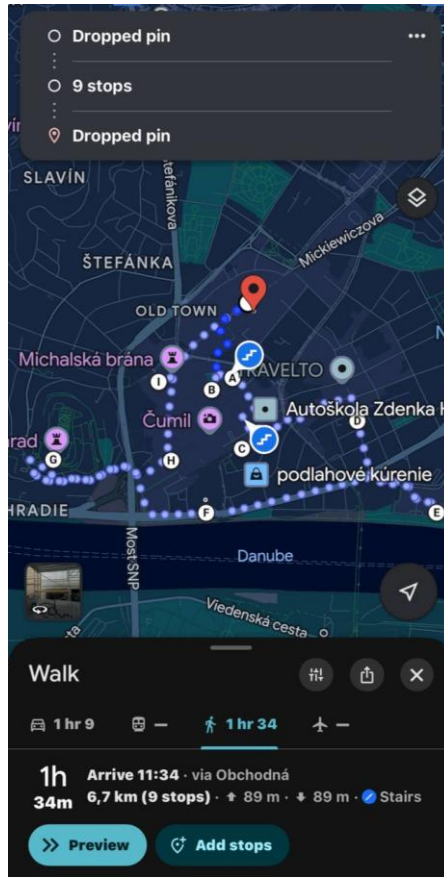 Dropped pin
9 stops
Dropped pin
SLAVÍN
Štefánikova
Mickiewiczova
ŠTEFÁNKA
OLD TOWN
Michalská brána
TRAVELTO
I
B
A
Čumil
Autoškola Zdenka H
D
rad
G
H
C
podlahové kúrenie
HRADIE
F
E
Most SNP
Danube
Viedenská cesta
Walk
1 hr 9
—
1 hr 34
—
1h
34m
Arrive 11:34 · via Obchodná
6,7 km (9 stops) · 89 m · 89 m · Stairs
Preview
Add stops